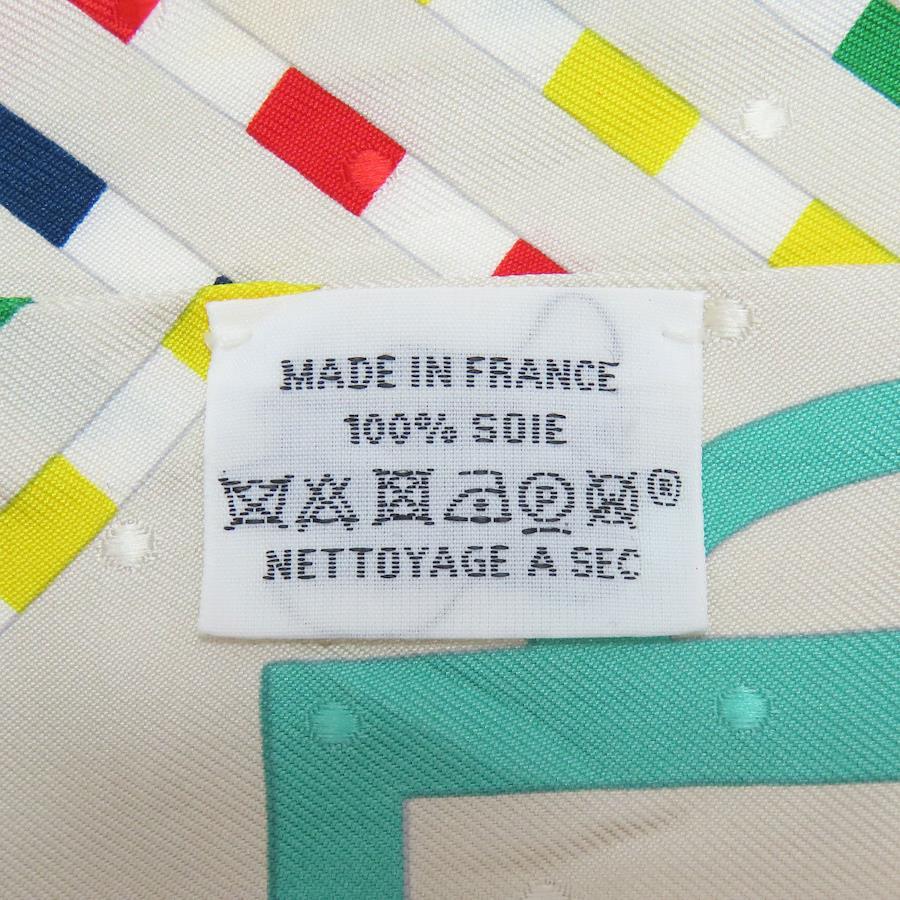 MADE IN FRANCE
100% SOIE
P ®
NETTOYAGE A SEC